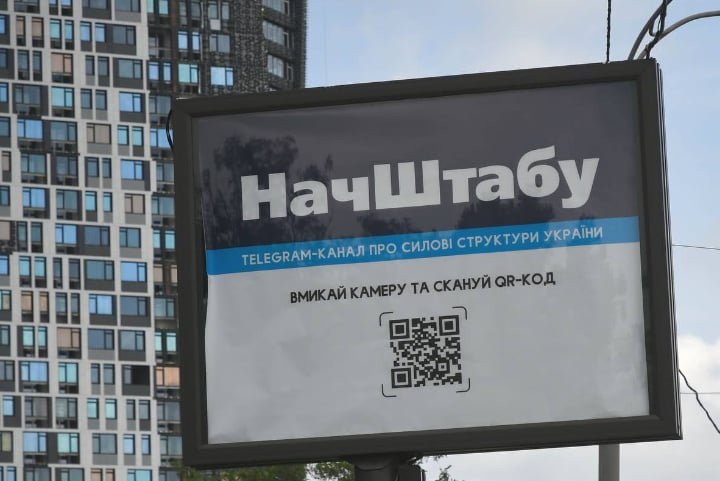 НачШтабу
TELEGRAM-КАНАЛ ПРО СИЛОВІ СТРУКТУРИ УКРАЇНИ
ВМИКАЙ КАМЕРУ ТА СКАНУЙ QR-КОД